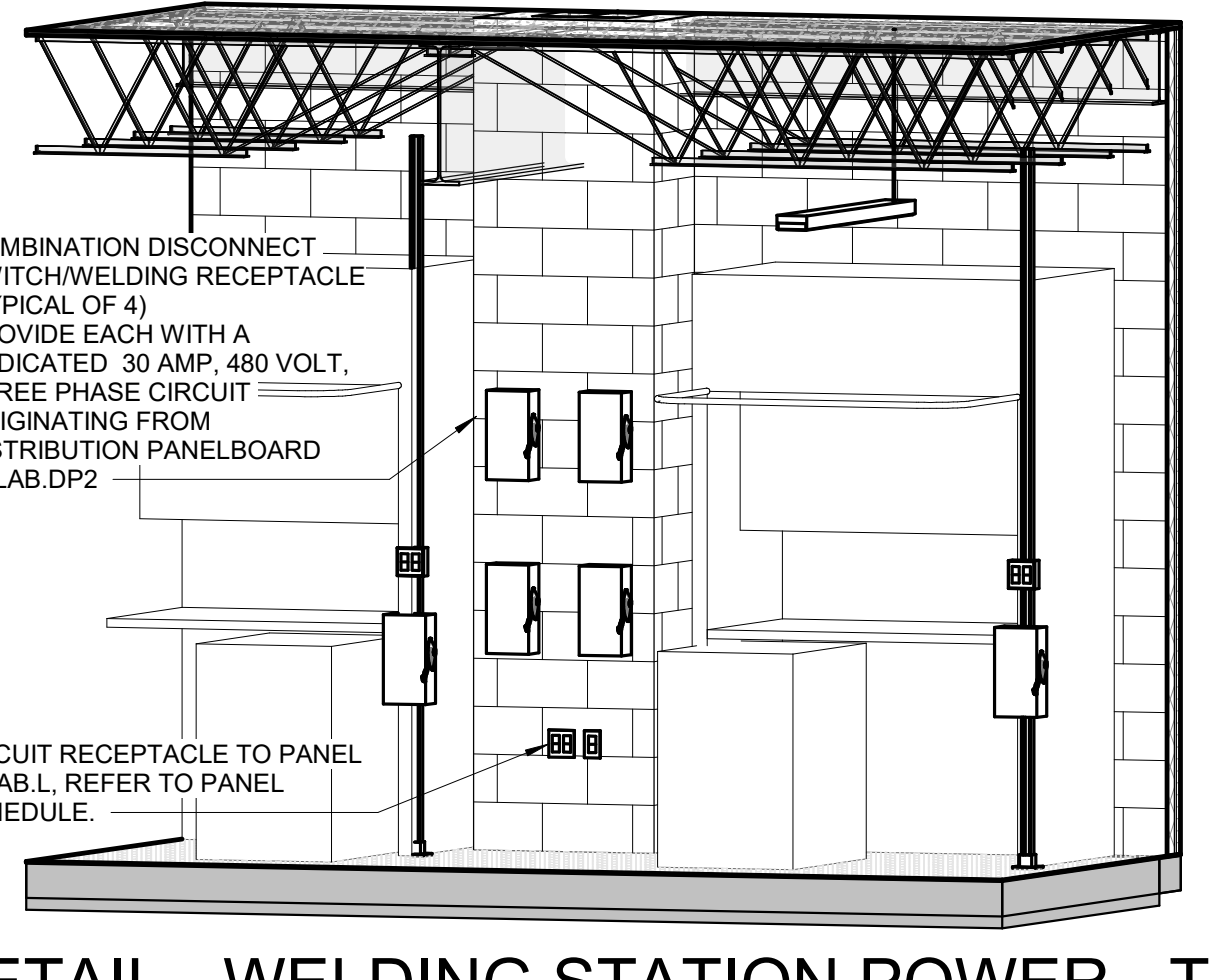 MBINATION DISCONNECT
ITCH/WELDING RECEPTACLE
YPICAL OF 4)
OVIDE EACH WITH A
DICATED 30 AMP, 480 VOLT,
REE PHASE CIRCUIT
IGINATING FROM
STRIBUTION PANELBOARD
LAB.DP2
CUIT RECEPTACLE TO PANEL
AB.L, REFER TO PANEL
HEDULE.
ETAIL - WELDING STATION POWER - T